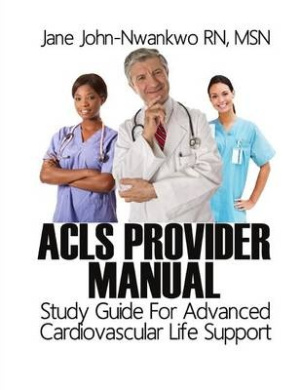 Jane John-Nwankwo RN, MSN
ACLS PROVIDER
MANUAL
Study Guide For Advanced
Cardiovascular Life Support